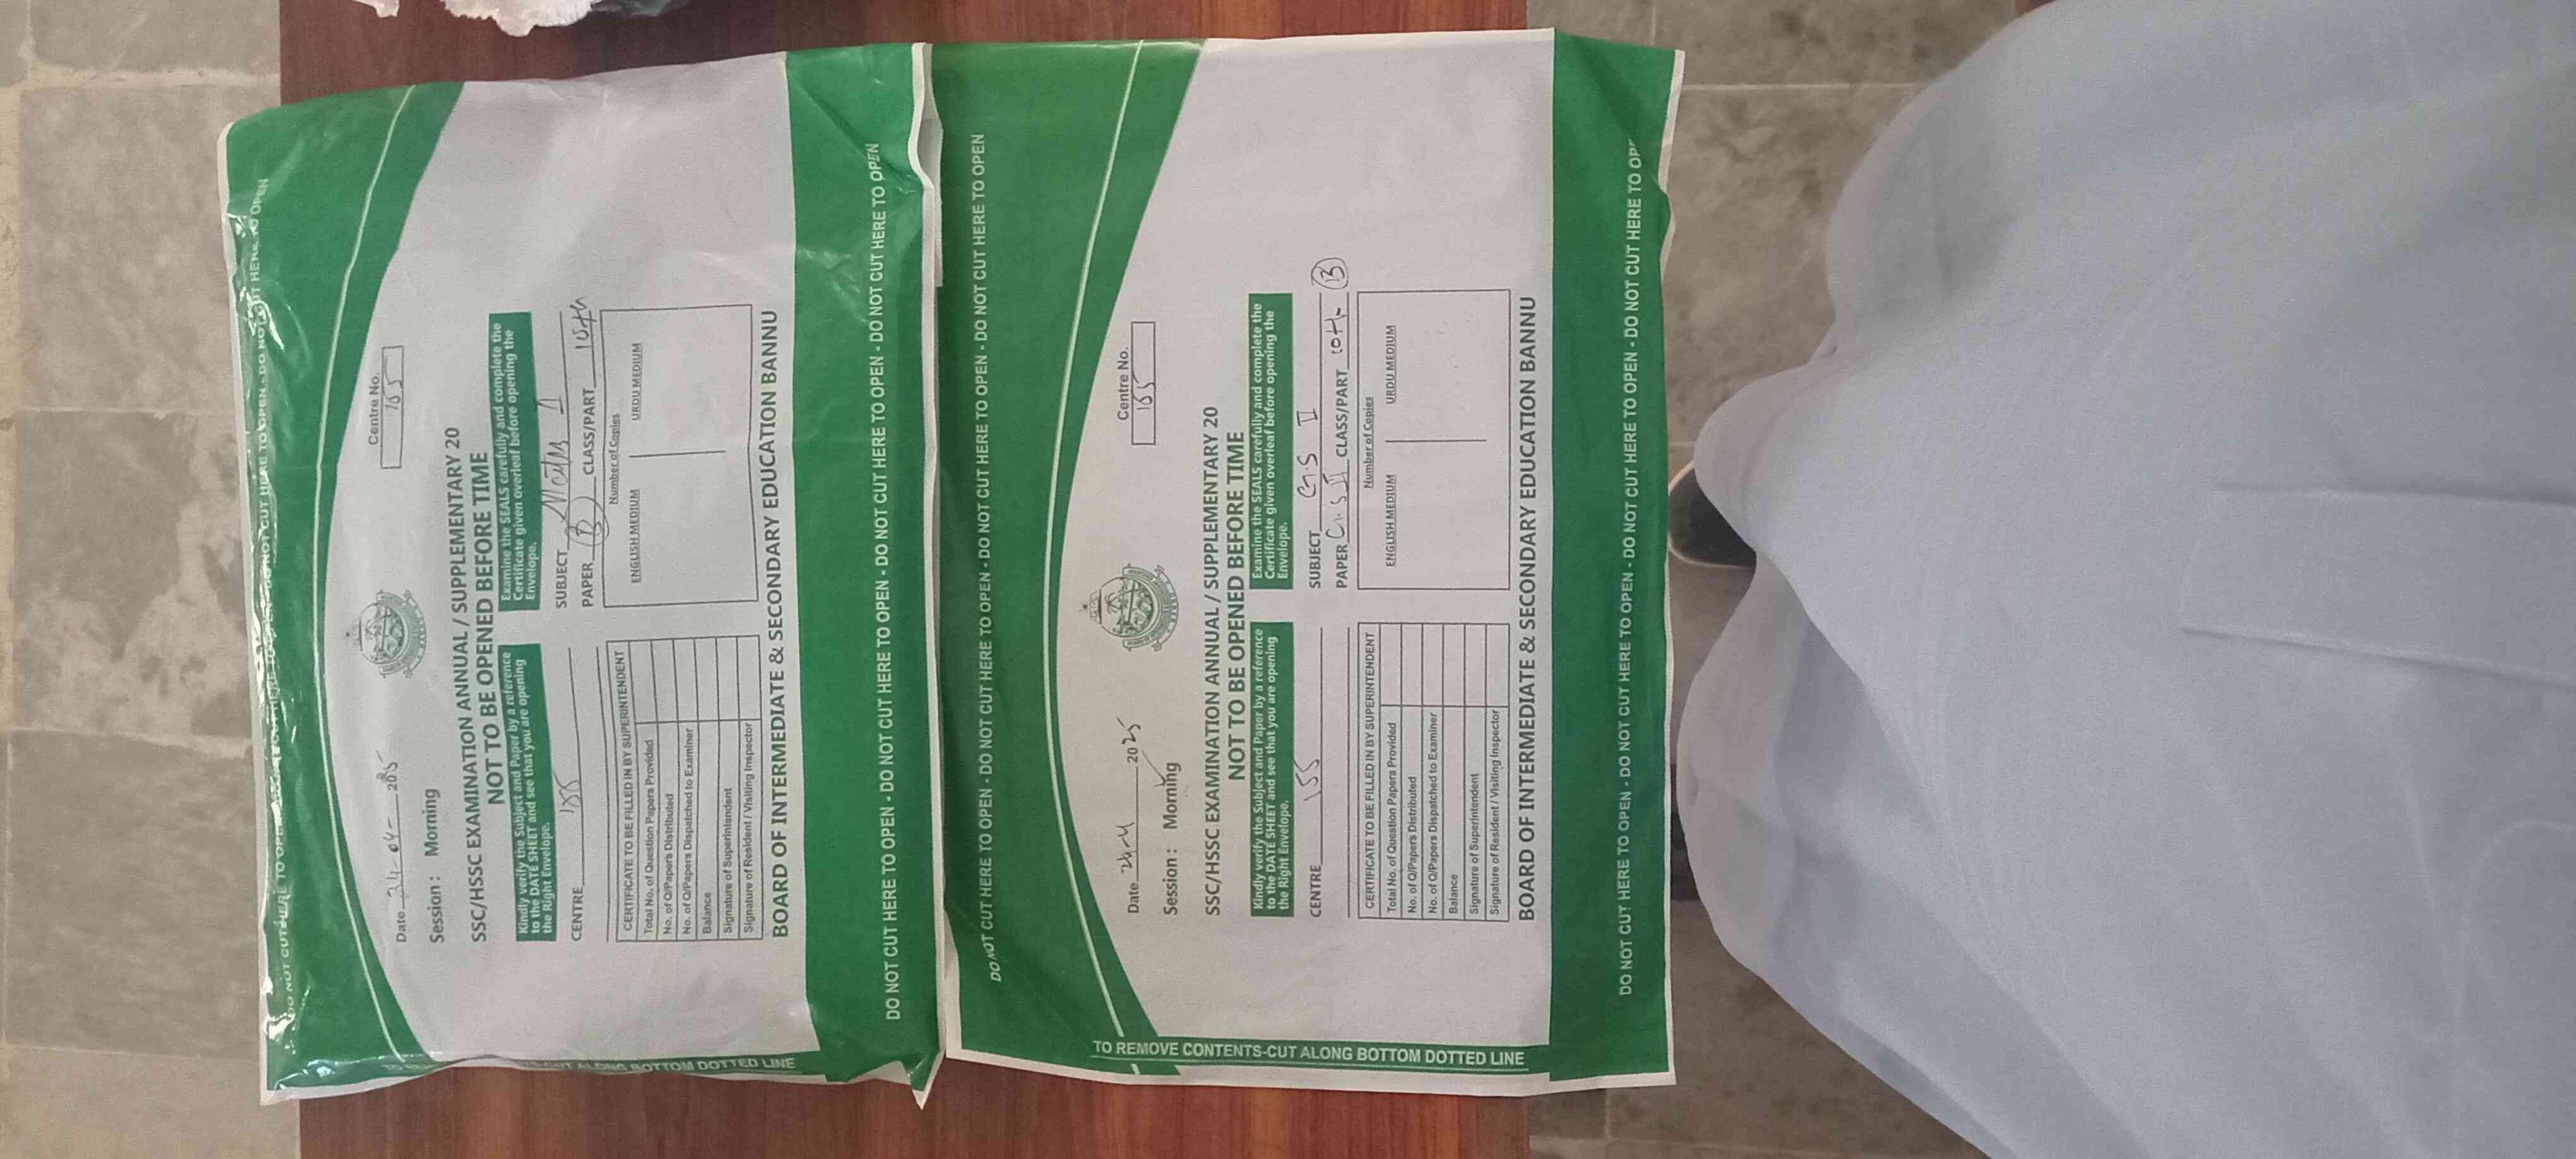 DO NOT CUT HERE TO OPEN - DO NOT CUT HERE TO OPEN - DO NOT CUT HERE TO OPEN - DO NOT CUT HERE TO OPEN
Centre No.
155
Date 24-04- 2025
Session : Morning
SSC/HSSC EXAMINATION ANNUAL / SUPPLEMENTARY 20
NOT TO BE OPENED BEFORE TIME
Kindly verify the Subject and Paper by a reference
to the DATE SHEET and see that you are opening
the Right Envelope.
Examine the SEALS carefully and complete the
Certificate given overleaf before opening the
Envelope.
CENTRE 155
SUBJECT Maths II
PAPER (B) CLASS/PART 10th
CERTIFICATE TO BE FILLED IN BY SUPERINTENDENT
Total No. of Question Papers Provided
No. of Q/Papers Distributed
No. of Q/Papers Dispatched to Examiner
Balance
Signature of Superintendent
Signature of Resident / Visiting Inspector
Number of Copies
ENGLISH MEDIUM URDU MEDIUM
BOARD OF INTERMEDIATE & SECONDARY EDUCATION BANNU
DO NOT CUT HERE TO OPEN - DO NOT CUT HERE TO OPEN - DO NOT CUT HERE TO OPEN - DO NOT CUT HERE TO OPEN
CUT ALONG BOTTOM DOTTED LINE
DO NOT CUT HERE TO OPEN - DO NOT CUT HERE TO OPEN - DO NOT CUT HERE TO OPEN - DO NOT CUT HERE TO OPEN
Centre No.
155
Date 24-4 2025
Session : Morning
SSC/HSSC EXAMINATION ANNUAL / SUPPLEMENTARY 20
NOT TO BE OPENED BEFORE TIME
Kindly verify the Subject and Paper by a reference
to the DATE SHEET and see that you are opening
the Right Envelope.
Examine the SEALS carefully and complete the
Certificate given overleaf before opening the
Envelope.
CENTRE 155
SUBJECT G.S II
PAPER G.S II CLASS/PART 10th (B)
CERTIFICATE TO BE FILLED IN BY SUPERINTENDENT
Total No. of Question Papers Provided
No. of Q/Papers Distributed
No. of Q/Papers Dispatched to Examiner
Balance
Signature of Superintendent
Signature of Resident / Visiting Inspector
Number of Copies
ENGLISH MEDIUM URDU MEDIUM
BOARD OF INTERMEDIATE & SECONDARY EDUCATION BANNU
DO NOT CUT HERE TO OPEN - DO NOT CUT HERE TO OPEN - DO NOT CUT HERE TO OPEN - DO NOT CUT HERE TO OP
TO REMOVE CONTENTS-CUT ALONG BOTTOM DOTTED LINE